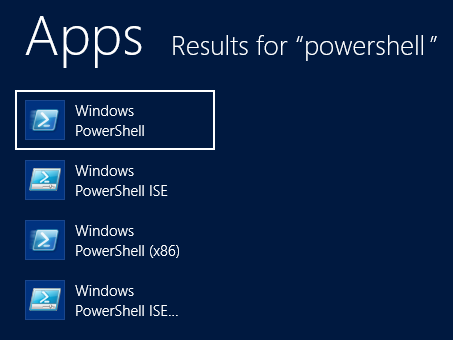 Apps Results for “powershell”
Windows
PowerShell
Windows
PowerShell ISE
Windows
PowerShell (x86)
Windows
PowerShell ISE...